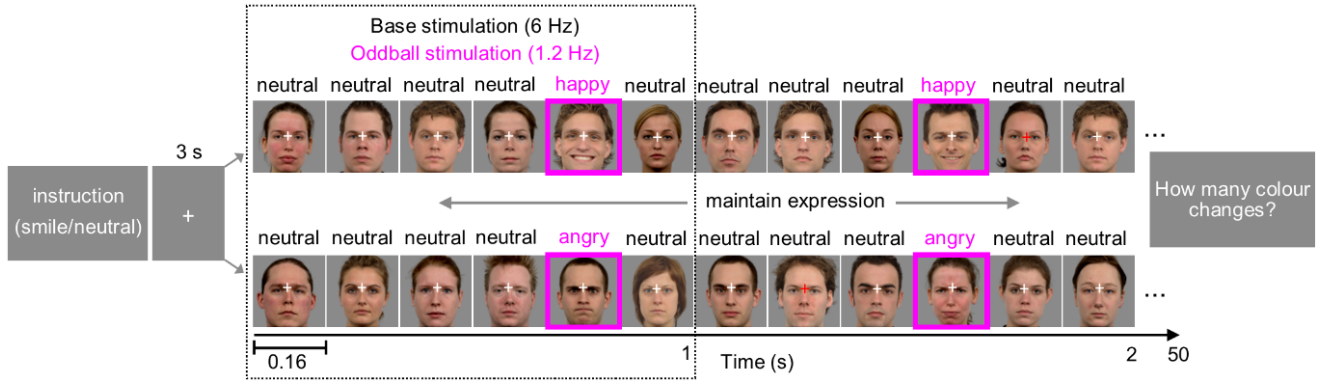 Base stimulation (6 Hz)
Oddball stimulation (1.2 Hz)
neutral neutral neutral neutral happy neutral neutral neutral neutral happy neutral neutral
...
3 s
instruction
(smile/neutral)
+
maintain expression
How many colour
changes?
neutral neutral neutral neutral angry neutral neutral neutral neutral angry neutral neutral
...
0.16
1
Time (s)
2
50